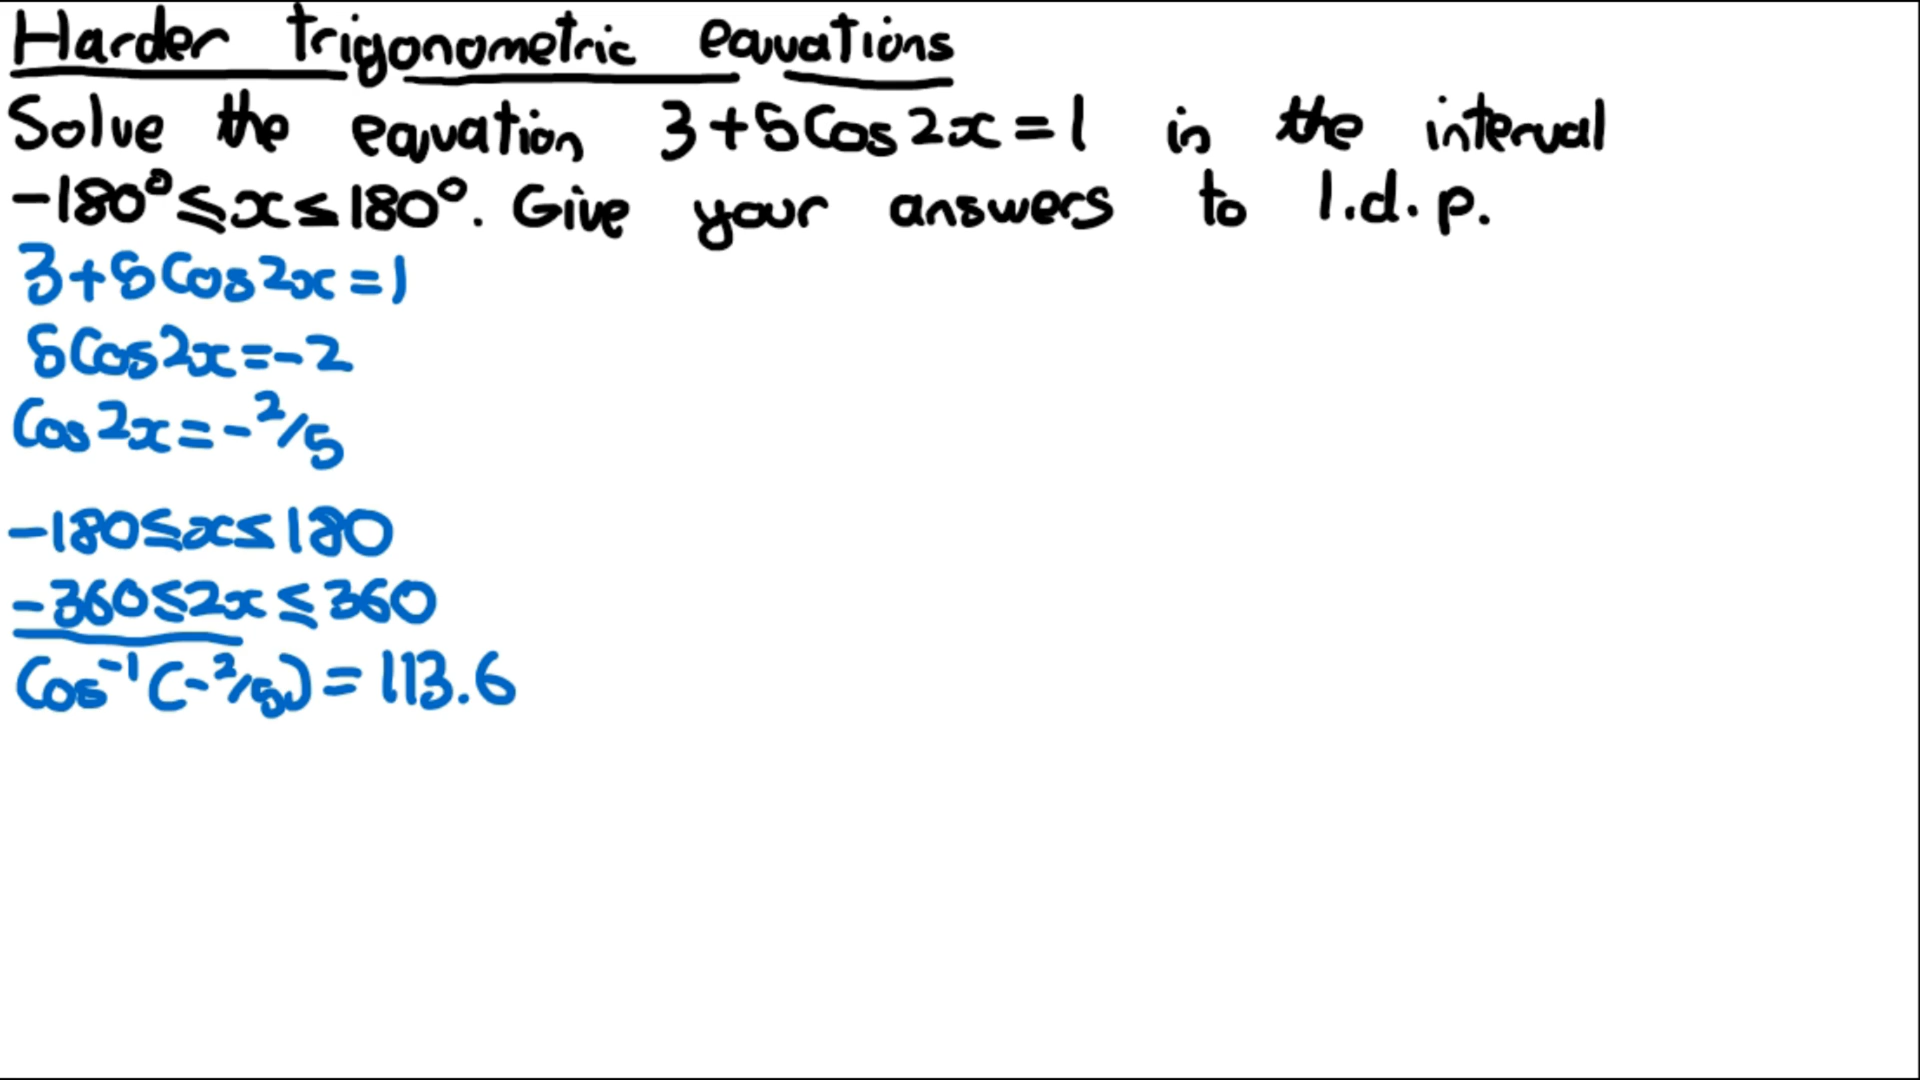 Harder trigonometric equations
Solve the equation 3+5Cos2x=1 in the interval
-180°≤x≤180°. Give your answers to 1.d.p.
3+5Cos2x=1
5Cos2x=-2
Cos2x=-2/5
-180≤x≤180
-360≤2x≤360
Cos⁻¹(-2/5)=113.6